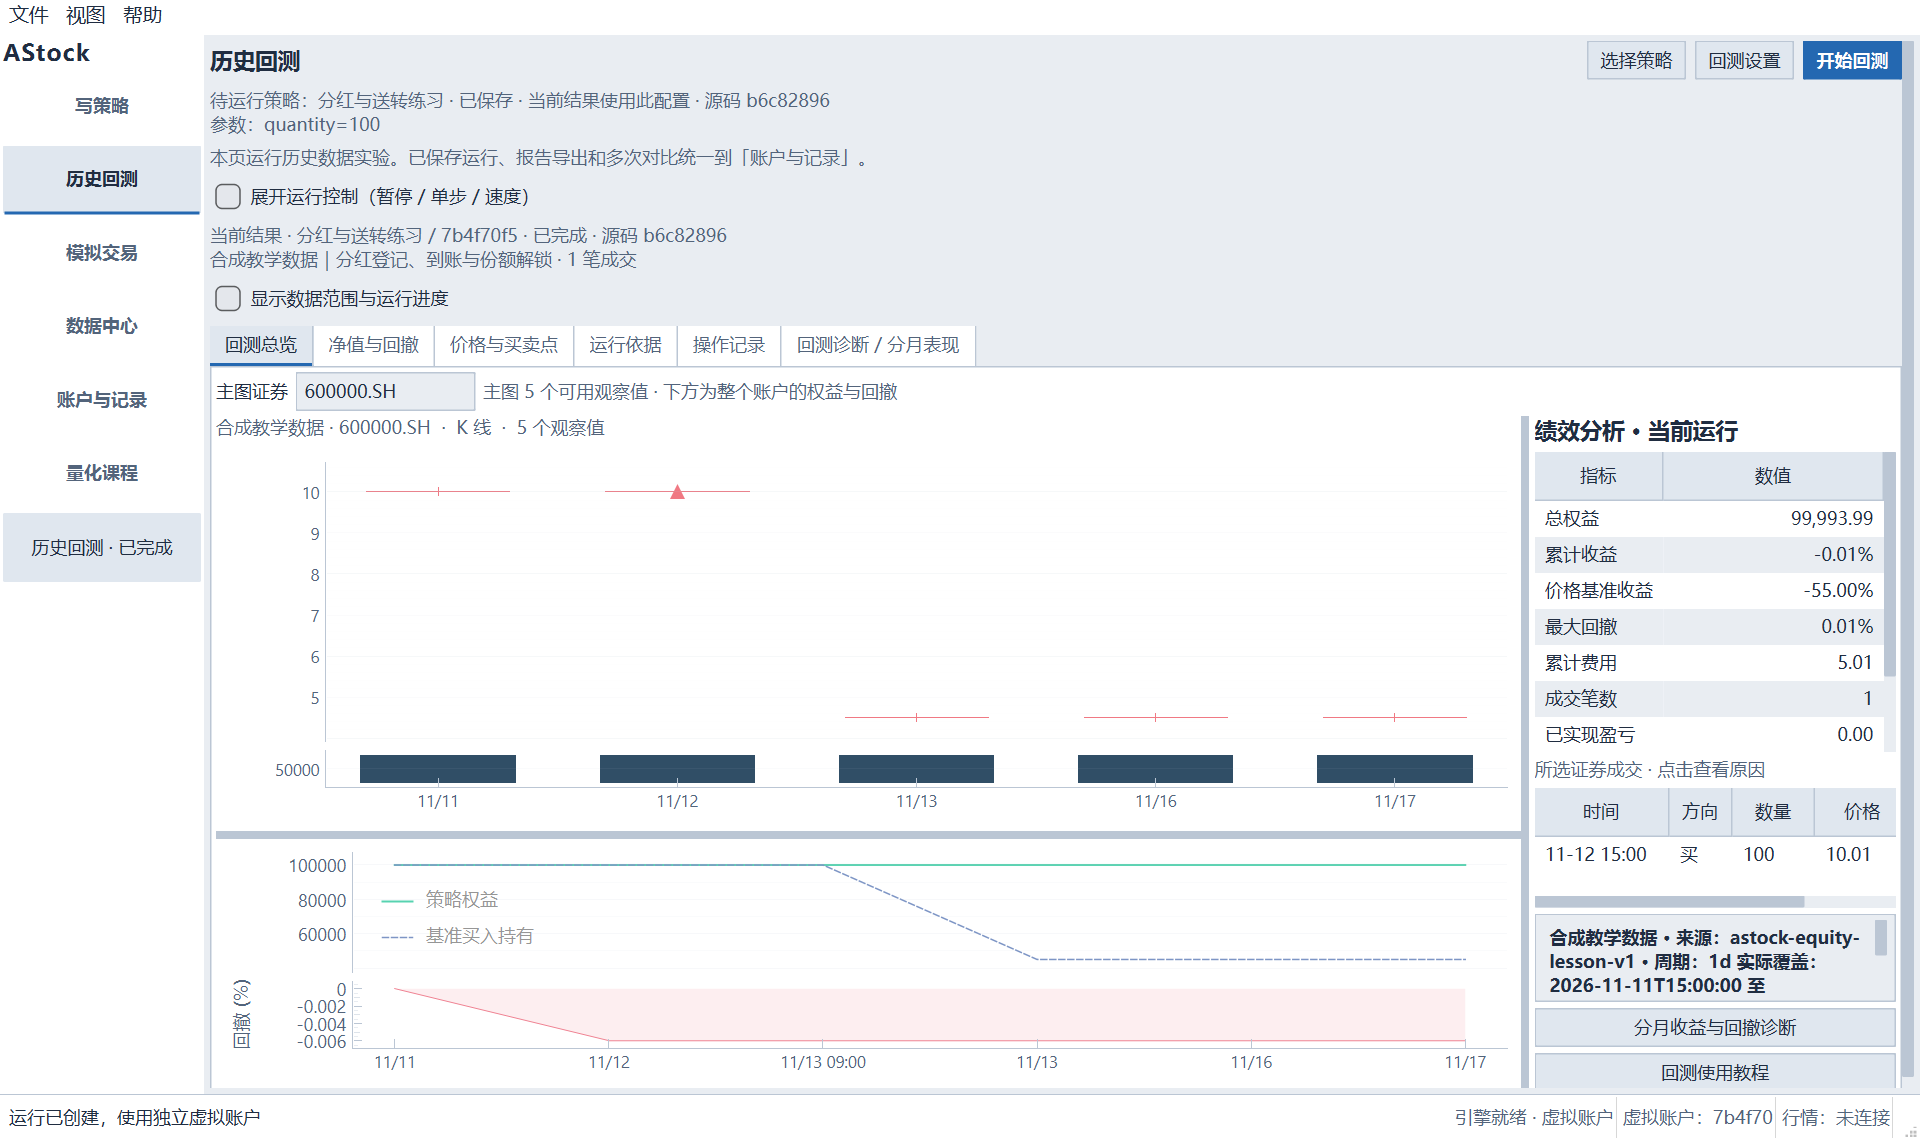 文件 视图 帮助
AStock
写策略
历史回测
模拟交易
数据中心
账户与记录
量化课程
历史回测 · 已完成
历史回测
选择策略 回测设置 开始回测
待运行策略：分红与送转练习 · 已保存 · 当前结果使用此配置 · 源码 b6c82896
参数：quantity=100
本页运行历史数据实验。已保存运行、报告导出和多次对比统一到「账户与记录」。
展开运行控制（暂停 / 单步 / 速度）
当前结果 · 分红与送转练习 / 7b4f70f5 · 已完成 · 源码 b6c82896
合成教学数据 | 分红登记、到账与份额解锁 · 1 笔成交
显示数据范围与运行进度
回测总览 净值与回撤 价格与买卖点 运行依据 操作记录 回测诊断 / 分月表现
主图证券 600000.SH 主图 5 个可用观察值 · 下方为整个账户的权益与回撤
合成教学数据 · 600000.SH · K 线 · 5 个观察值
10
9
8
7
6
5
50000
11/11 11/12 11/13 11/16 11/17
100000
80000
60000
策略权益
基准买入持有
回撤 (%)
0
-0.002
-0.004
-0.006
11/11 11/12 11/13 09:00 11/13 11/16 11/17
绩效分析 • 当前运行
指标 数值
总权益 99,993.99
累计收益 -0.01%
价格基准收益 -55.00%
最大回撤 0.01%
累计费用 5.01
成交笔数 1
已实现盈亏 0.00
所选证券成交 · 点击查看原因
时间 方向 数量 价格
11-12 15:00 买 100 10.01
合成教学数据 • 来源：astock-equity-
lesson-v1 • 周期：1d 实际覆盖：
2026-11-11T15:00:00 至
分月收益与回撤诊断
回测使用教程
运行已创建，使用独立虚拟账户
引擎就绪 · 虚拟账户 虚拟账户：7b4f70 行情：未连接